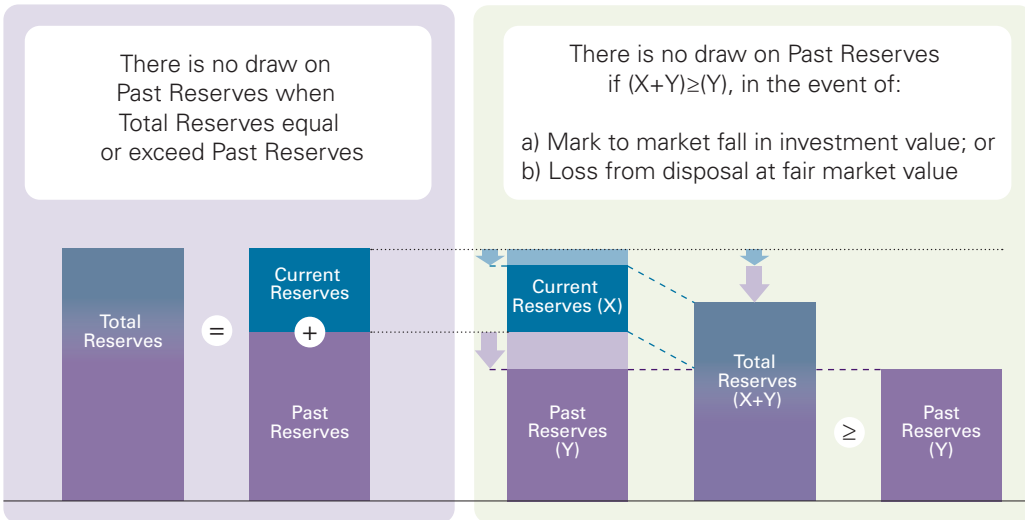 There is no draw on
Past Reserves when
Total Reserves equal
or exceed Past Reserves
There is no draw on Past Reserves
if (X+Y)≥(Y), in the event of:
a) Mark to market fall in investment value; or
b) Loss from disposal at fair market value
Total
Reserves
=
Current
Reserves
+
Past
Reserves
Current
Reserves (X)
Past
Reserves
(Y)
Total
Reserves
(X+Y)
≥
Past
Reserves
(Y)